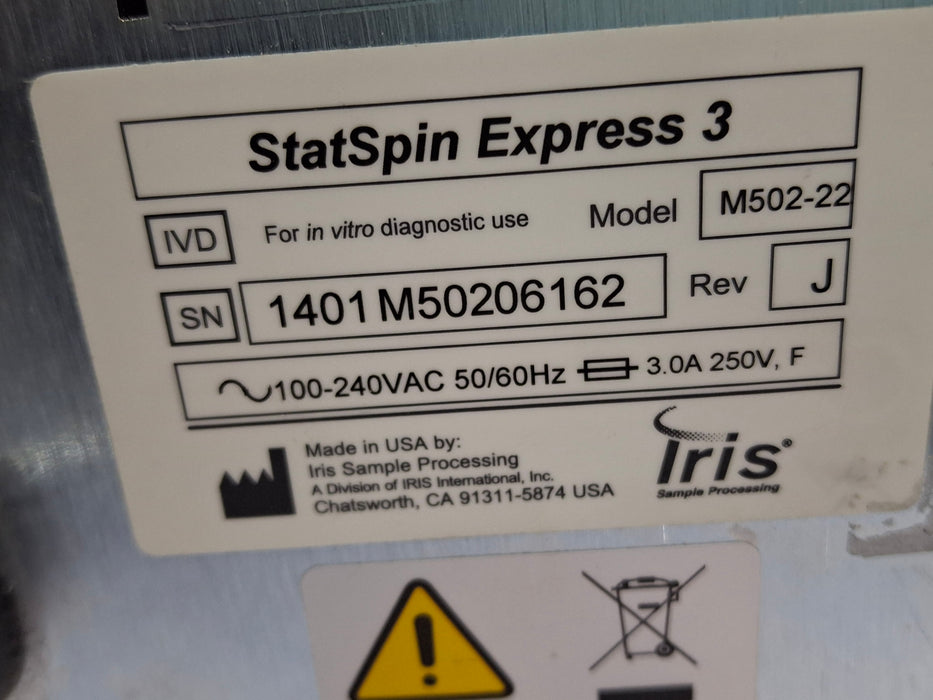 StatSpin Express 3
IVD For in vitro diagnostic use Model M502-22
SN 1401M50206162 Rev J
100-240VAC 50/60Hz 3.0A 250V, F
Made in USA by:
Iris Sample Processing
A Division of IRIS International, Inc.
Chatsworth, CA 91311-5874 USA
Iris®
Sample Processing